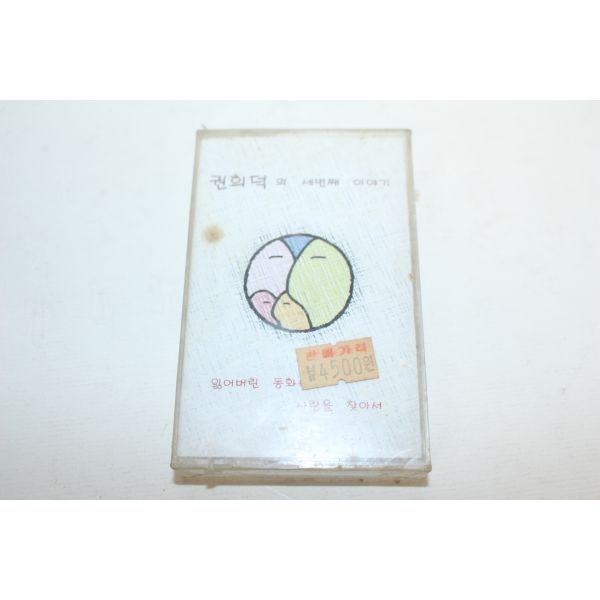 권희덕의 세번째 이야기
판매가격
₩4500원
잃어버린 동화
사랑을 찾아서